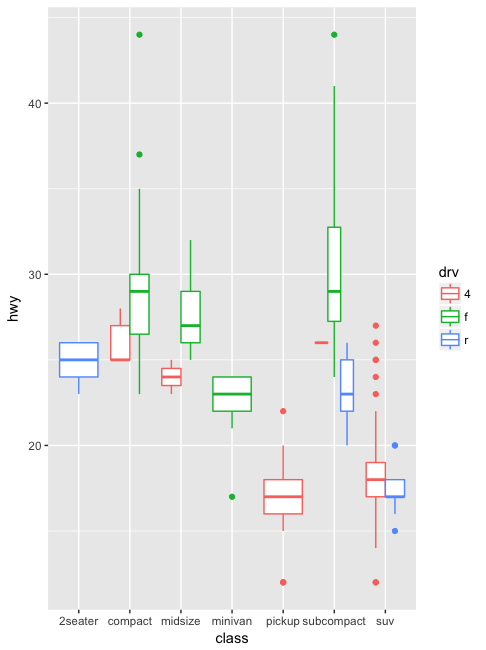 40
30
20
hwy
2seater compact midsize minivan pickup subcompact suv
class
drv
4
f
r